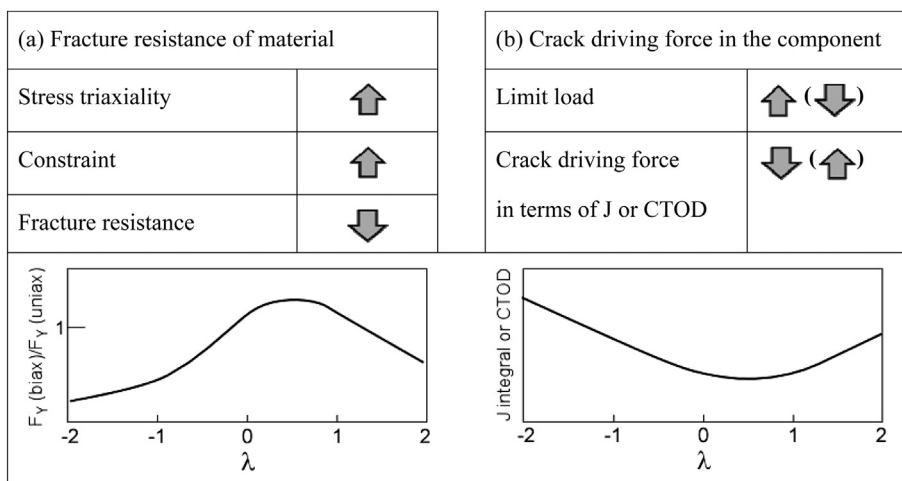 (a) Fracture resistance of material
Stress triaxiality
Constraint
Fracture resistance
(b) Crack driving force in the component
Limit load
( )
Crack driving force
in terms of J or CTOD
( )
F_Y (biax)/F_Y (uniax)
1
-2 -1 0 1 2
λ
J integral or CTOD
-2 -1 0 1 2
λ